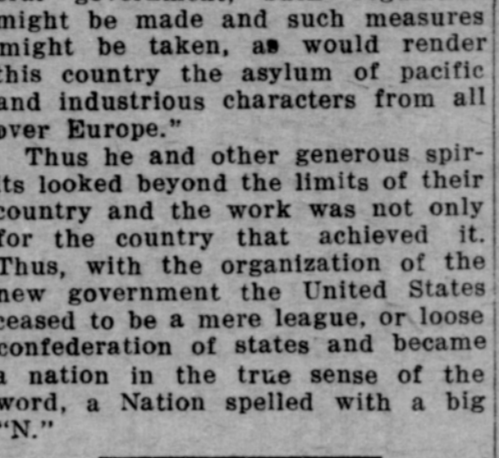 might be made and such measures
might be taken, as would render
this country the asylum of pacific
and industrious characters from all
over Europe."
Thus he and other generous spir-
its looked beyond the limits of their
country and the work was not only
for the country that achieved it.
Thus, with the organization of the
new government the United States
ceased to be a mere league, or loose
confederation of states and became
a nation in the true sense of the
word, a Nation spelled with a big
"N."